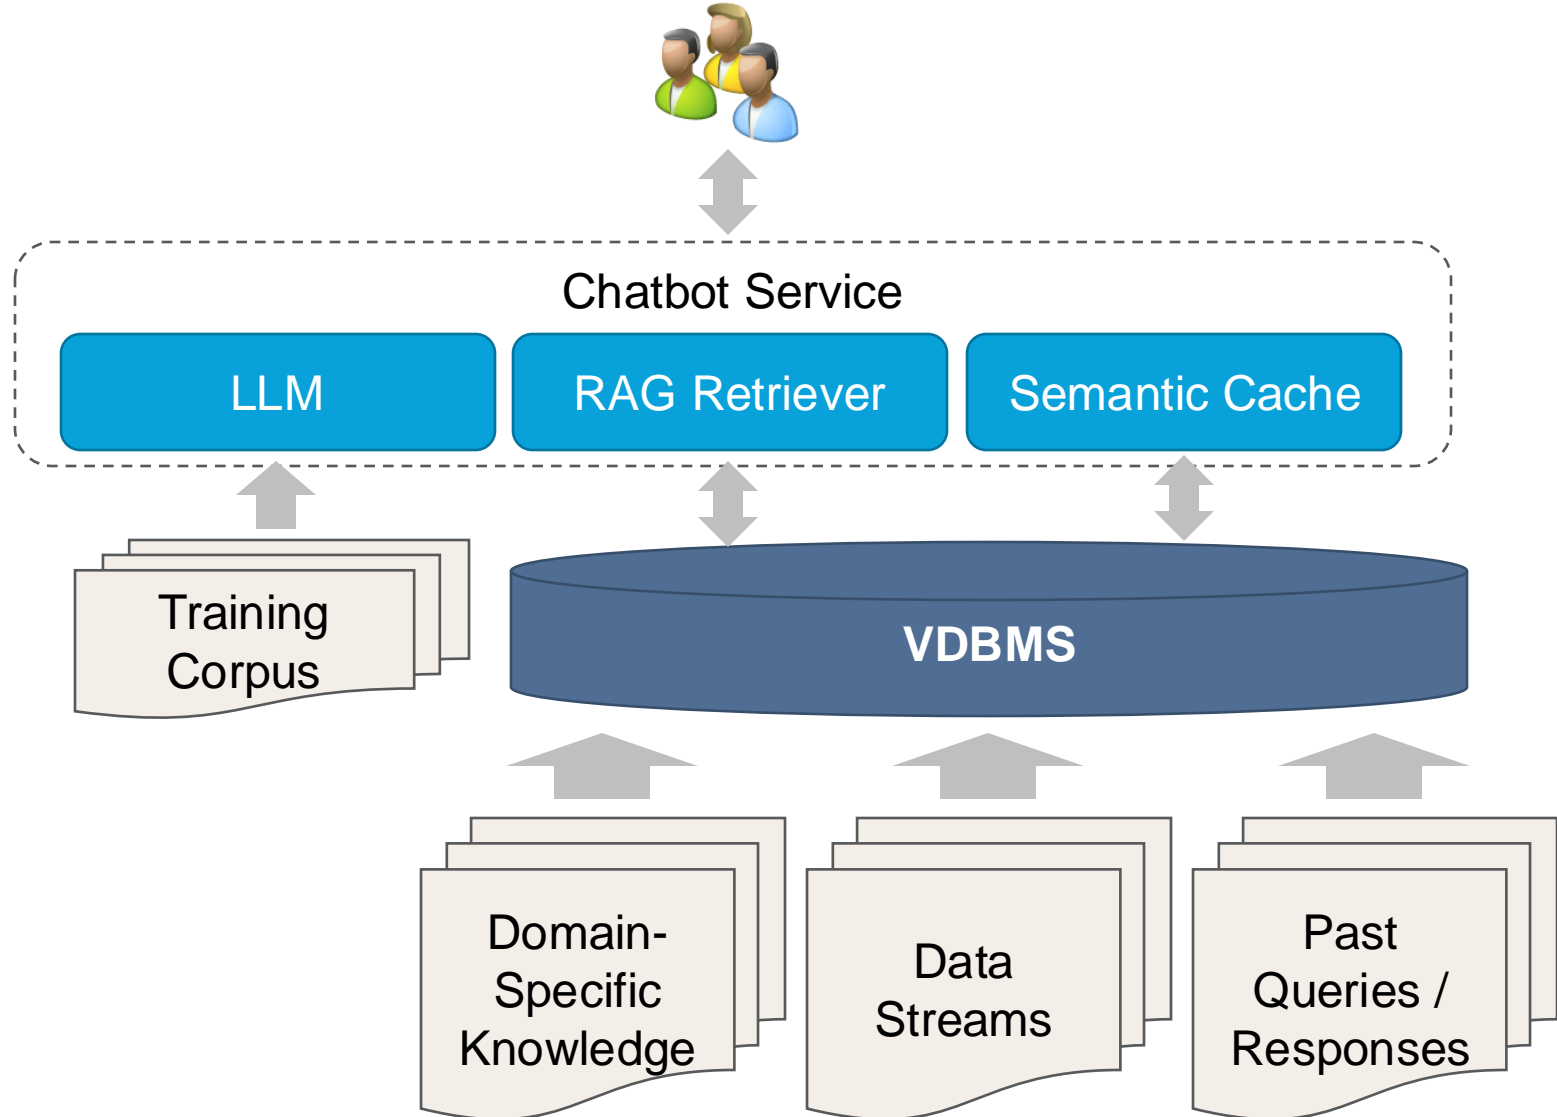 Chatbot Service
LLM
RAG Retriever
Semantic Cache
Training
Corpus
VDBMS
Domain-
Specific
Knowledge
Data
Streams
Past
Queries /
Responses